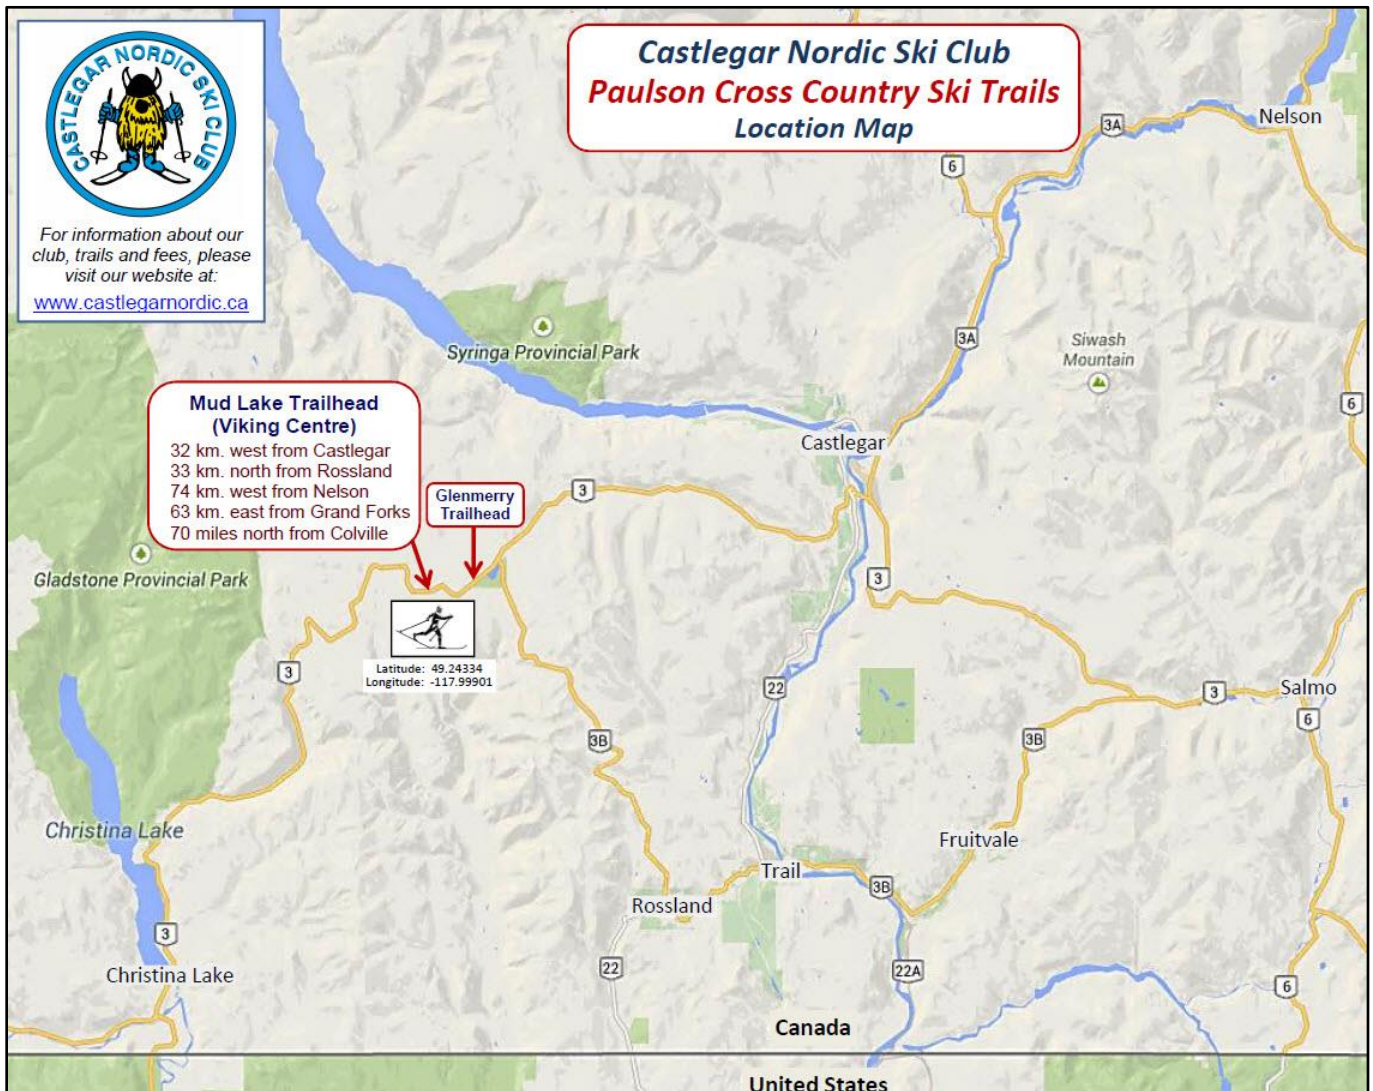 CASTLEGAR NORDIC SKI CLUB
For information about our
club, trails and fees, please
visit our website at:
www.castlegarnordic.ca
Castlegar Nordic Ski Club
Paulson Cross Country Ski Trails
Location Map
Nelson
3A
6
3A
Syringa Provincial Park
Siwash
Mountain
6
Mud Lake Trailhead
(Viking Centre)
32 km. west from Castlegar
33 km. north from Rossland
74 km. west from Nelson
63 km. east from Grand Forks
70 miles north from Colville
Glenmerry
Trailhead
3
Castlegar
Gladstone Provincial Park
3
Latitude: 49.24334
Longitude: -117.99901
3
22
3
Salmo
6
3B
3B
Christina Lake
Fruitvale
Trail
3B
Rossland
3
Christina Lake
22
22A
6
Canada
United States